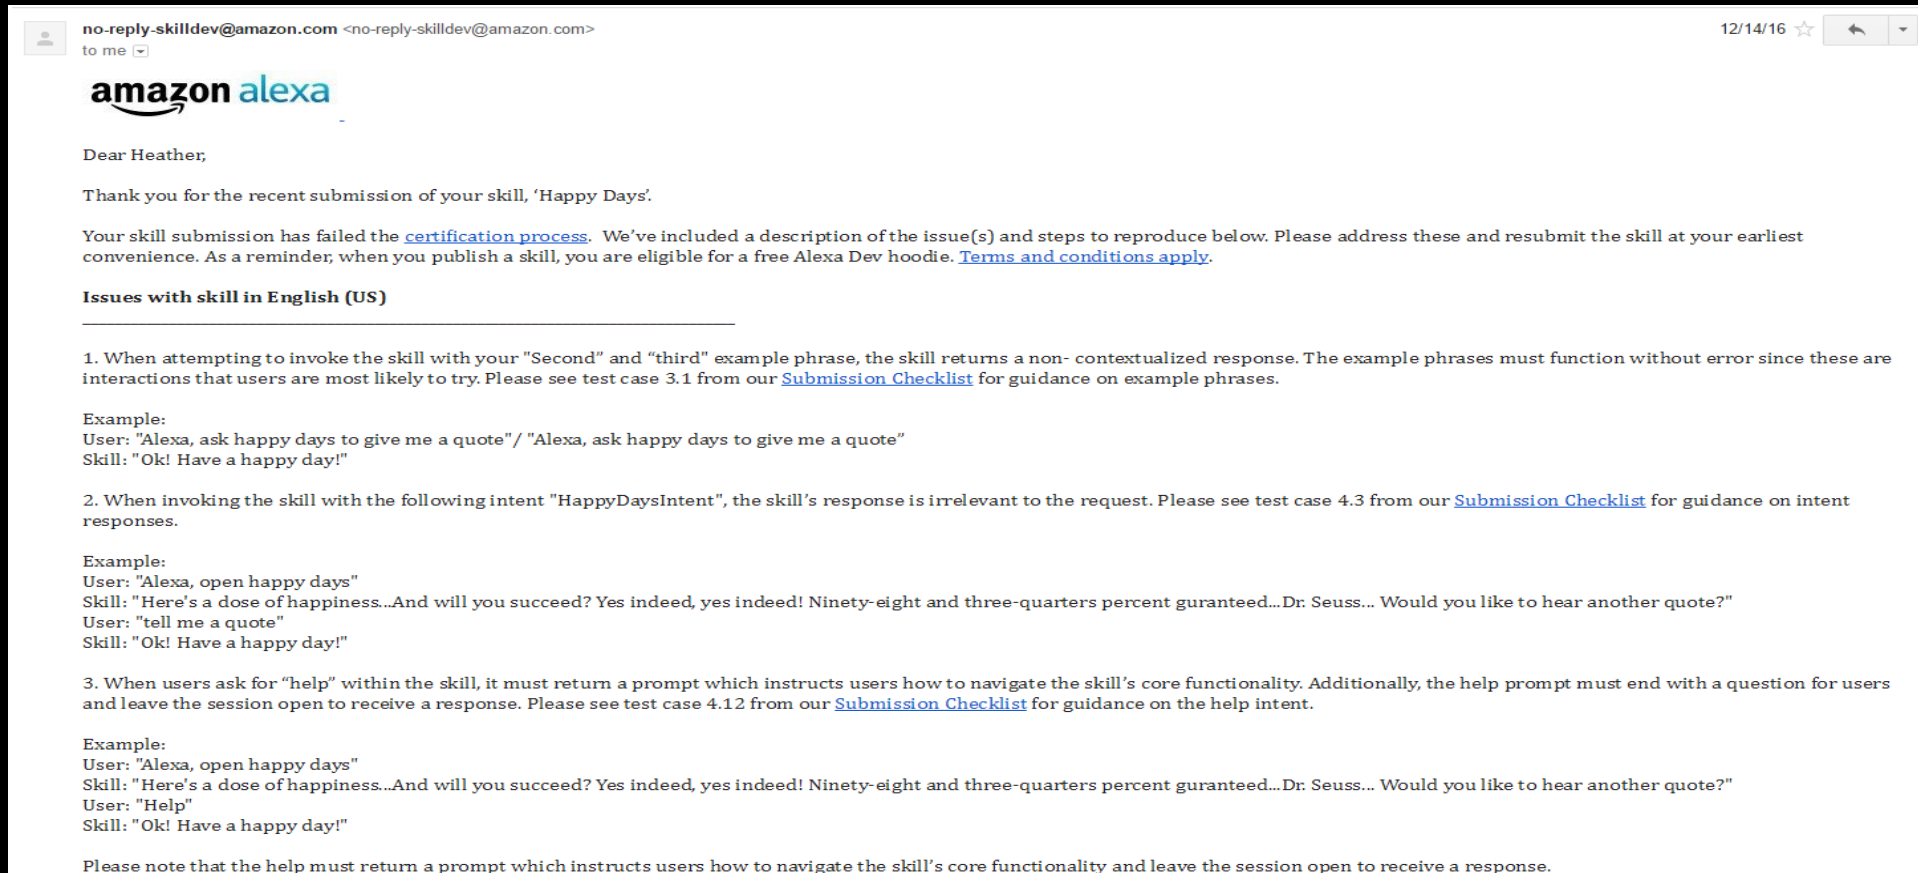 no-reply-skilldev@amazon.com <no-reply-skilldev@amazon.com>
12/14/16
to me
amazon alexa
Dear Heather,
Thank you for the recent submission of your skill, ‘Happy Days’.
Your skill submission has failed the certification process.  We’ve included a description of the issue(s) and steps to reproduce below. Please address these and resubmit the skill at your earliest
convenience. As a reminder, when you publish a skill, you are eligible for a free Alexa Dev hoodie. Terms and conditions apply.
Issues with skill in English (US)
1. When attempting to invoke the skill with your "Second” and “third" example phrase, the skill returns a non- contextualized response. The example phrases must function without error since these are
interactions that users are most likely to try. Please see test case 3.1 from our Submission Checklist for guidance on example phrases.
Example:
User: "Alexa, ask happy days to give me a quote"/ "Alexa, ask happy days to give me a quote”
Skill: "Ok! Have a happy day!"
2. When invoking the skill with the following intent "HappyDaysIntent", the skill’s response is irrelevant to the request. Please see test case 4.3 from our Submission Checklist for guidance on intent
responses.
Example:
User: "Alexa, open happy days"
Skill: "Here's a dose of happiness...And will you succeed? Yes indeed, yes indeed! Ninety-eight and three-quarters percent guranteed...Dr. Seuss... Would you like to hear another quote?"
User: "tell me a quote"
Skill: "Ok! Have a happy day!"
3. When users ask for “help” within the skill, it must return a prompt which instructs users how to navigate the skill’s core functionality. Additionally, the help prompt must end with a question for users
and leave the session open to receive a response. Please see test case 4.12 from our Submission Checklist for guidance on the help intent.
Example:
User: "Alexa, open happy days"
Skill: "Here's a dose of happiness...And will you succeed? Yes indeed, yes indeed! Ninety-eight and three-quarters percent guranteed...Dr. Seuss... Would you like to hear another quote?"
User: "Help"
Skill: "Ok! Have a happy day!"
Please note that the help must return a prompt which instructs users how to navigate the skill’s core functionality and leave the session open to receive a response.